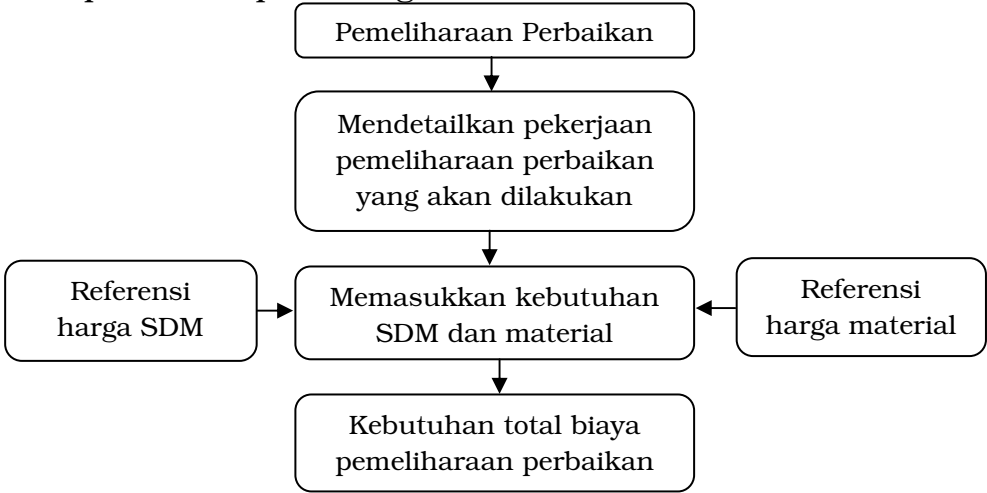 Pemeliharaan Perbaikan
Mendetailkan pekerjaan
pemeliharaan perbaikan
yang akan dilakukan
Referensi
harga SDM
Memasukkan kebutuhan
SDM dan material
Referensi
harga material
Kebutuhan total biaya
pemeliharaan perbaikan